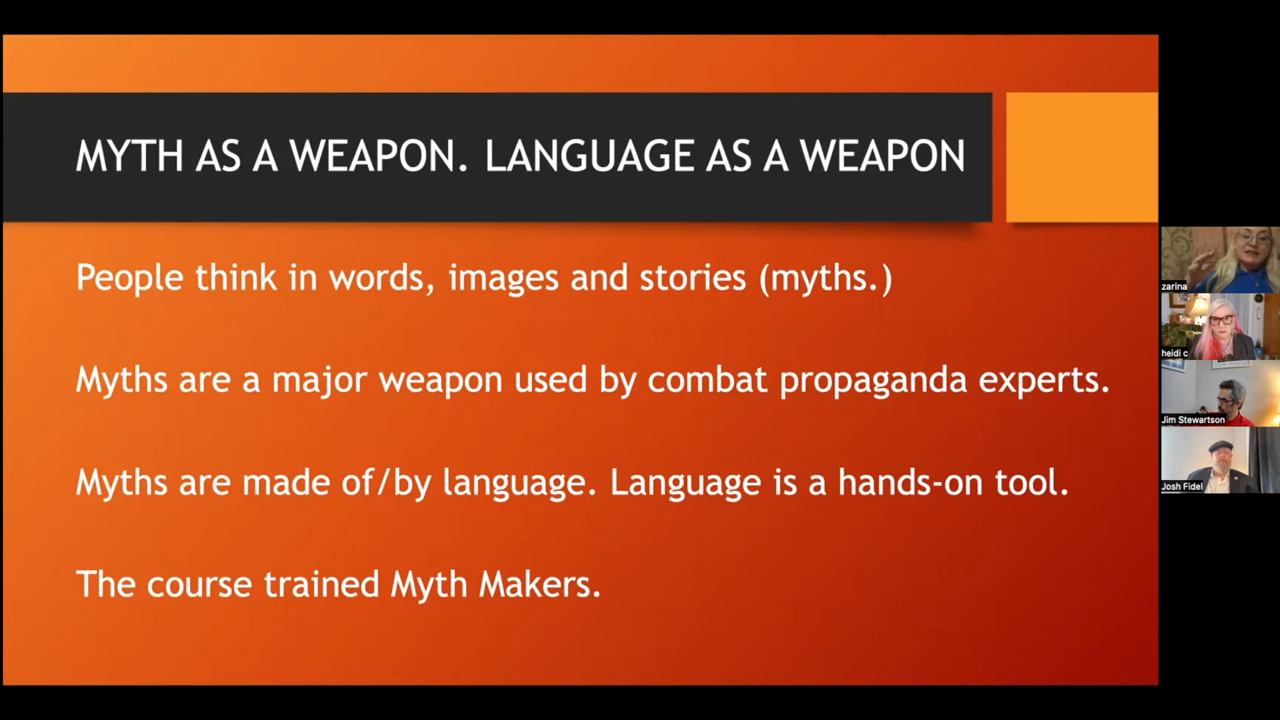 MYTH AS A WEAPON. LANGUAGE AS A WEAPON
People think in words, images and stories (myths.)
Myths are a major weapon used by combat propaganda experts.
Myths are made of/by language. Language is a hands-on tool.
The course trained Myth Makers.
zarina
heidi c
Jim Stewartson
Josh Fidel